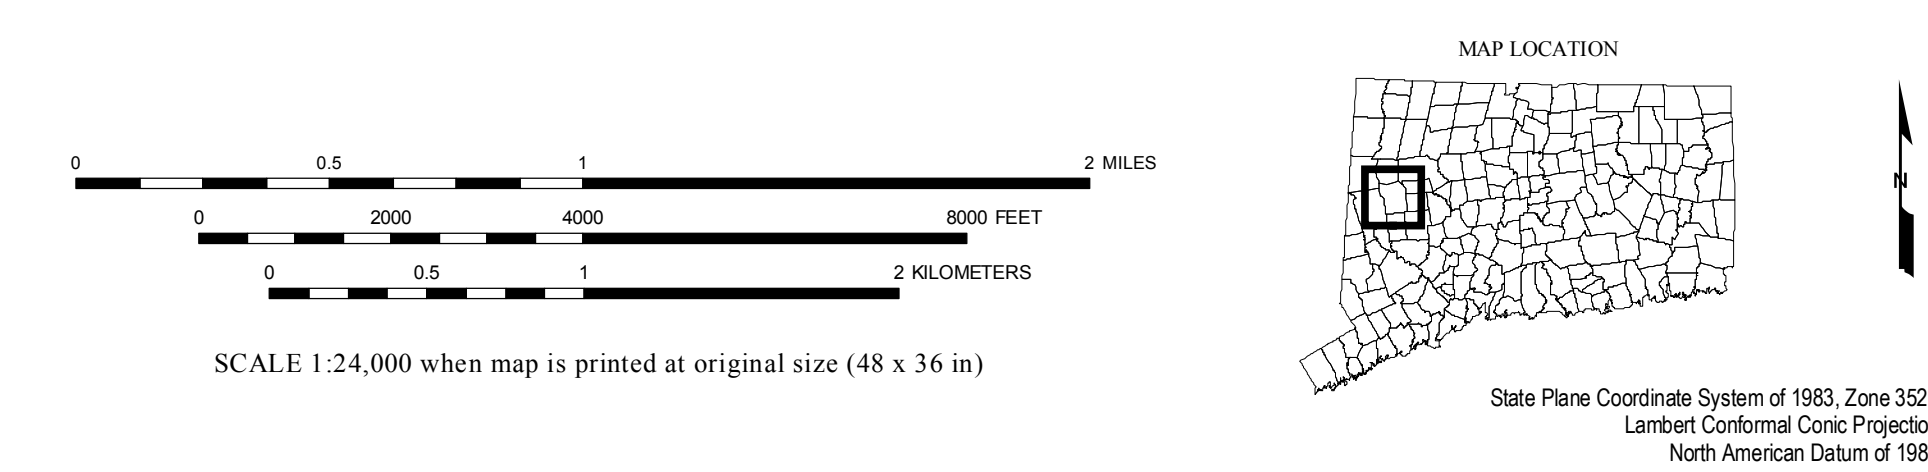 MAP LOCATION
0 0.5 1 2 MILES
0 2000 4000 8000 FEET
0 0.5 1 2 KILOMETERS
SCALE 1:24,000 when map is printed at original size (48 x 36 in)
N
State Plane Coordinate System of 1983, Zone 352
Lambert Conformal Conic Projectio
North American Datum of 198